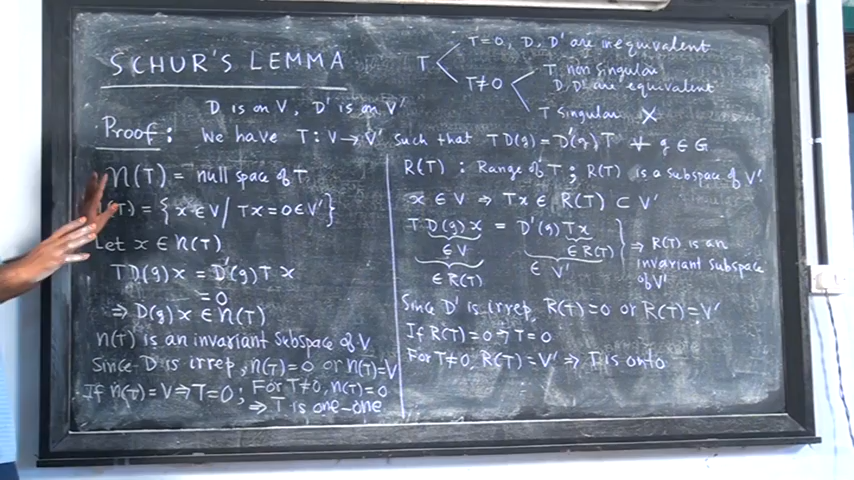 SCHUR'S LEMMA
T
T=0, D, D' are inequivalent
T≠0
T non singular
D, D' are equivalent
T singular X
D is on V, D' is on V'
Proof: We have T: V → V' such that TD(g) = D'(g)T ∀ g ∈ G
n(T) = null space of T
(T) = { x ∈ V / Tx = 0 ∈ V' }
Let x ∈ n(T)
TD(g)x = D'(g)T x
= 0
⇒ D(g)x ∈ n(T)
n(T) is an invariant subspace of V
Since D is irrep, n(T)=0 or n(T)=V
If n(T)=V ⇒ T=0; For T≠0, n(T)=0
⇒ T is one-one
R(T) : Range of T ; R(T) is a subspace of V'.
x ∈ V ⇒ Tx ∈ R(T) ⊂ V'
T D(g)x = D'(g) Tx
∈ V
∈ R(T)
∈ R(T)
∈ V'
⇒ R(T) is an
invariant subspace
of V'
Since D' is irrep, R(T)=0 or R(T)=V'
If R(T)=0 ⇒ T=0
For T≠0, R(T)=V' ⇒ T is onto